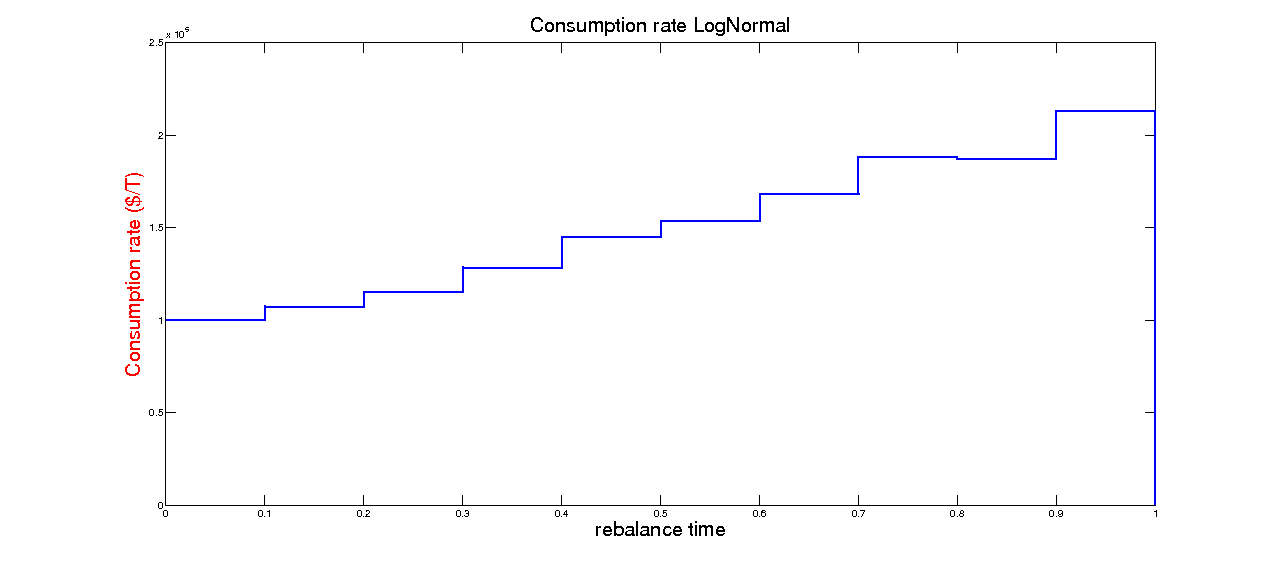 Consumption rate LogNormal
x 10^5
2.5
2
1.5
1
0.5
0
Consumption rate ($/T)
0 0.1 0.2 0.3 0.4 0.5 0.6 0.7 0.8 0.9 1
rebalance time